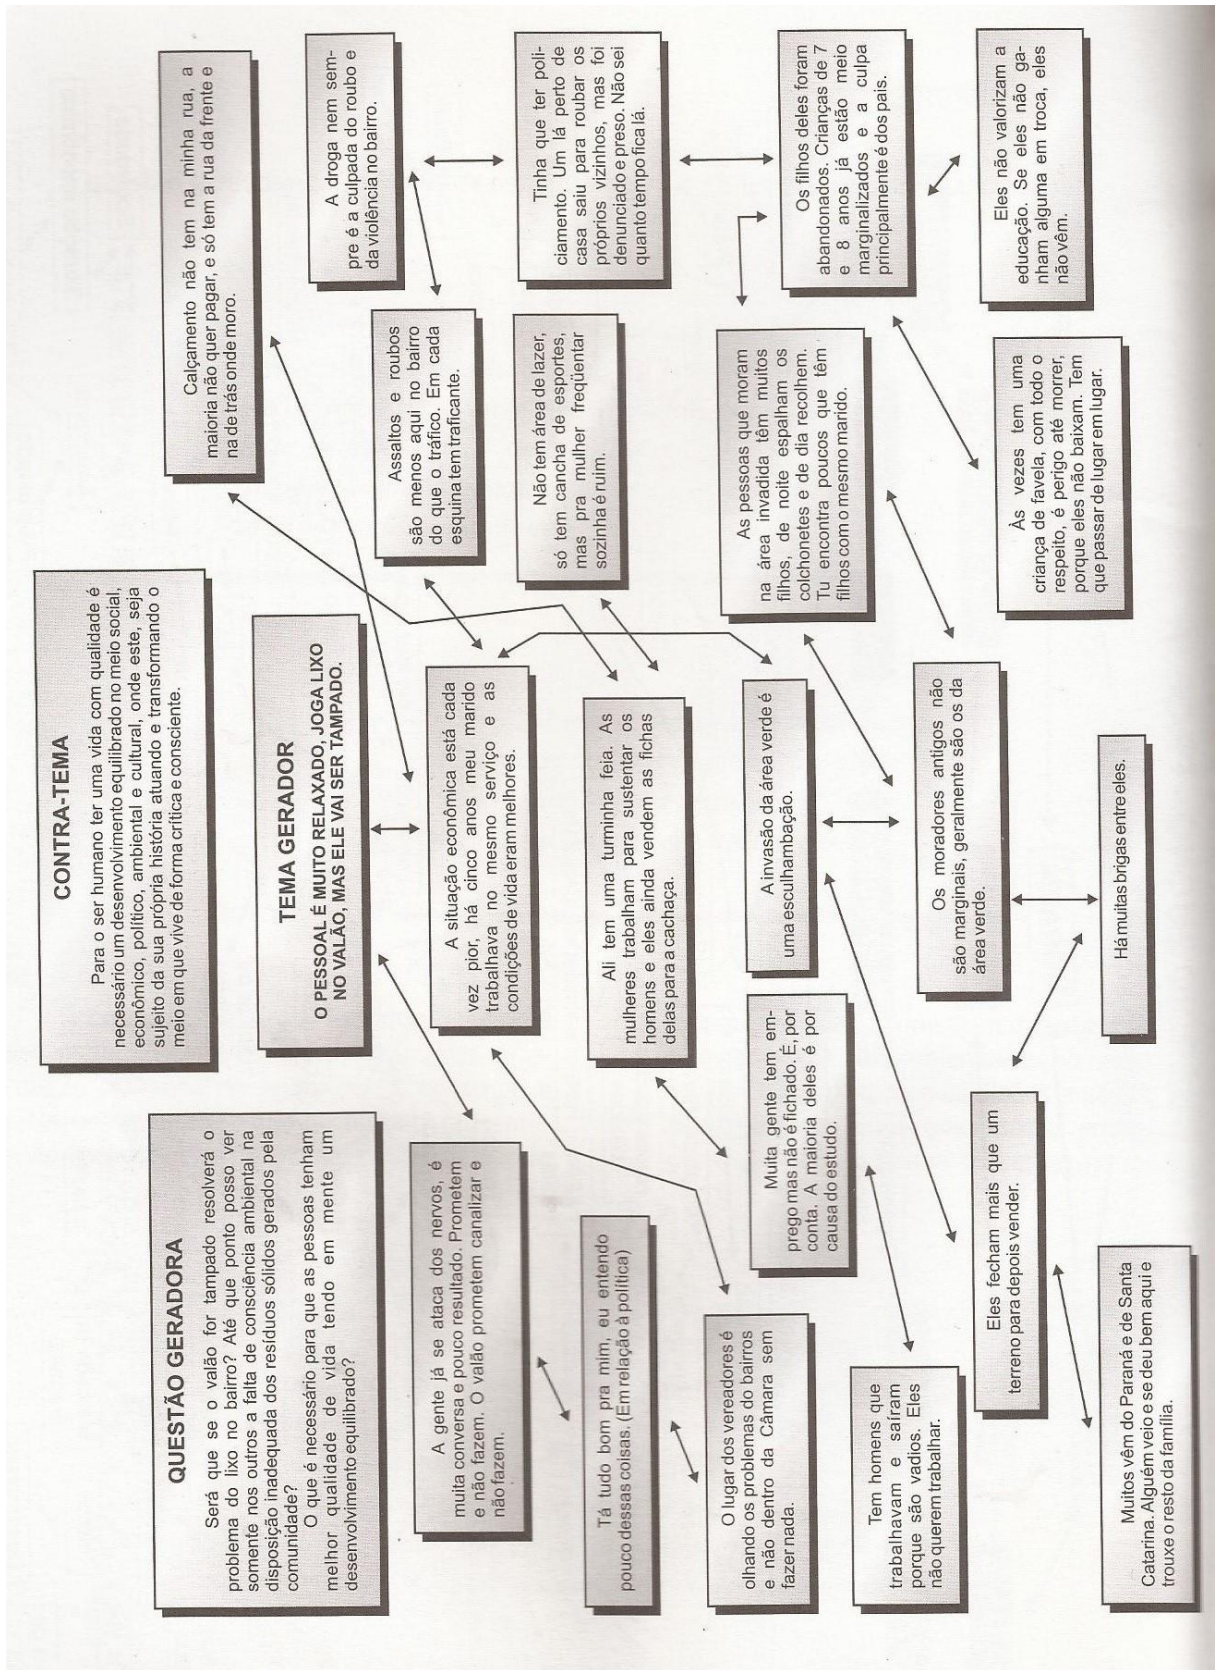 CONTRA-TEMA
Para o ser humano ter uma vida com qualidade é
necessário um desenvolvimento equilibrado no meio social,
econômico, político, ambiental e cultural, onde este, seja
sujeito da sua própria história atuando e transformando o
meio em que vive de forma crítica e consciente.
QUESTÃO GERADORA
Será que se o valão for tampado resolverá o
problema do lixo no bairro? Até que ponto posso ver
somente nos outros a falta de consciência ambiental na
disposição inadequada dos resíduos sólidos gerados pela
comunidade?
O que é necessário para que as pessoas tenham
melhor qualidade de vida tendo em mente um
desenvolvimento equilibrado?
TEMA GERADOR
O PESSOAL É MUITO RELAXADO, JOGA LIXO
NO VALÃO, MAS ELE VAI SER TAMPADO.
Calçamento não tem na minha rua, a
maioria não quer pagar, e só tem a rua da frente e
na de trás onde moro.
A gente já se ataca dos nervos, é
muita conversa e pouco resultado. Prometem
e não fazem. O valão prometem canalizar e
não fazem.
A situação econômica está cada
vez pior, há cinco anos meu marido
trabalhava no mesmo serviço e as
condições de vida eram melhores.
Assaltos e roubos
são menos aqui no bairro
do que o tráfico. Em cada
esquina tem traficante.
A droga nem sem-
pre é a culpada do roubo e
da violência no bairro.
Tá tudo bom pra mim, eu entendo
pouco dessas coisas. (Em relação à política)
Ali tem uma turminha feia. As
mulheres trabalham para sustentar os
homens e eles ainda vendem as fichas
delas para a cachaça.
Não tem área de lazer,
só tem cancha de esportes,
mas pra mulher freqüentar
sozinha é ruim.
Tinha que ter poli-
ciamento. Um lá perto de
casa saiu para roubar os
próprios vizinhos, mas foi
denunciado e preso. Não sei
quanto tempo fica lá.
O lugar dos vereadores é
olhando os problemas do bairros
e não dentro da Câmara sem
fazer nada.
Muita gente tem em-
prego mas não é fichado. É, por
conta. A maioria deles é por
causa do estudo.
A invasão da área verde é
uma esculhambação.
As pessoas que moram
na área invadida têm muitos
filhos, de noite espalham os
colchonetes e de dia recolhem.
Tu encontra poucos que têm
filhos com o mesmo marido.
Os filhos deles foram
abandonados. Crianças de 7
e 8 anos já estão meio
marginalizados e a culpa
principalmente é dos pais.
Tem homens que
trabalhavam e saíram
porque são vadios. Eles
não querem trabalhar.
Eles fecham mais que um
terreno para depois vender.
Os moradores antigos não
são marginais, geralmente são os da
área verde.
Às vezes tem uma
criança de favela, com todo o
respeito, é perigo até morrer,
porque eles não baixam. Tem
que passar de lugar em lugar.
Eles não valorizam a
educação. Se eles não ga-
nham alguma em troca, eles
não vêm.
Muitos vêm do Paraná e de Santa
Catarina. Alguém veio e se deu bem aqui e
trouxe o resto da família.
Há muitas brigas entre eles.